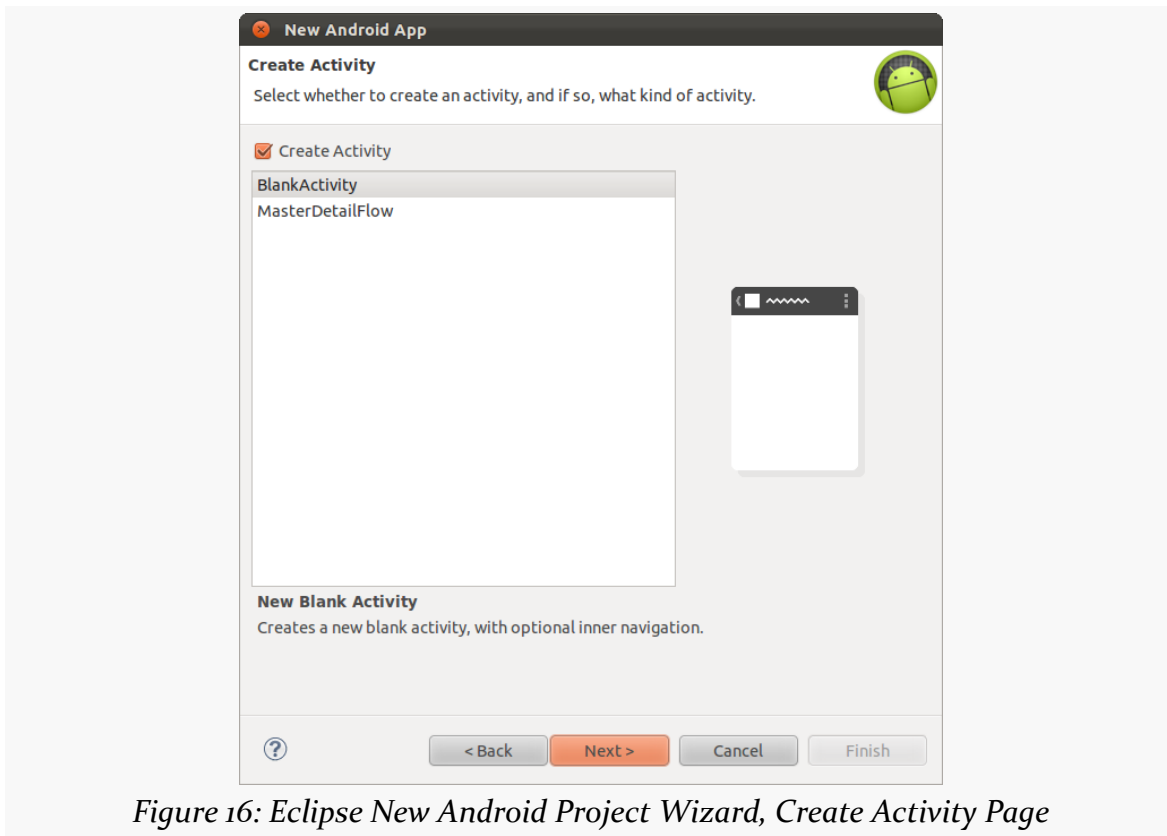 New Android App
Create Activity
Select whether to create an activity, and if so, what kind of activity.
Create Activity
BlankActivity
MasterDetailFlow
New Blank Activity
Creates a new blank activity, with optional inner navigation.
< Back
Next >
Cancel
Finish
Figure 16: Eclipse New Android Project Wizard, Create Activity Page